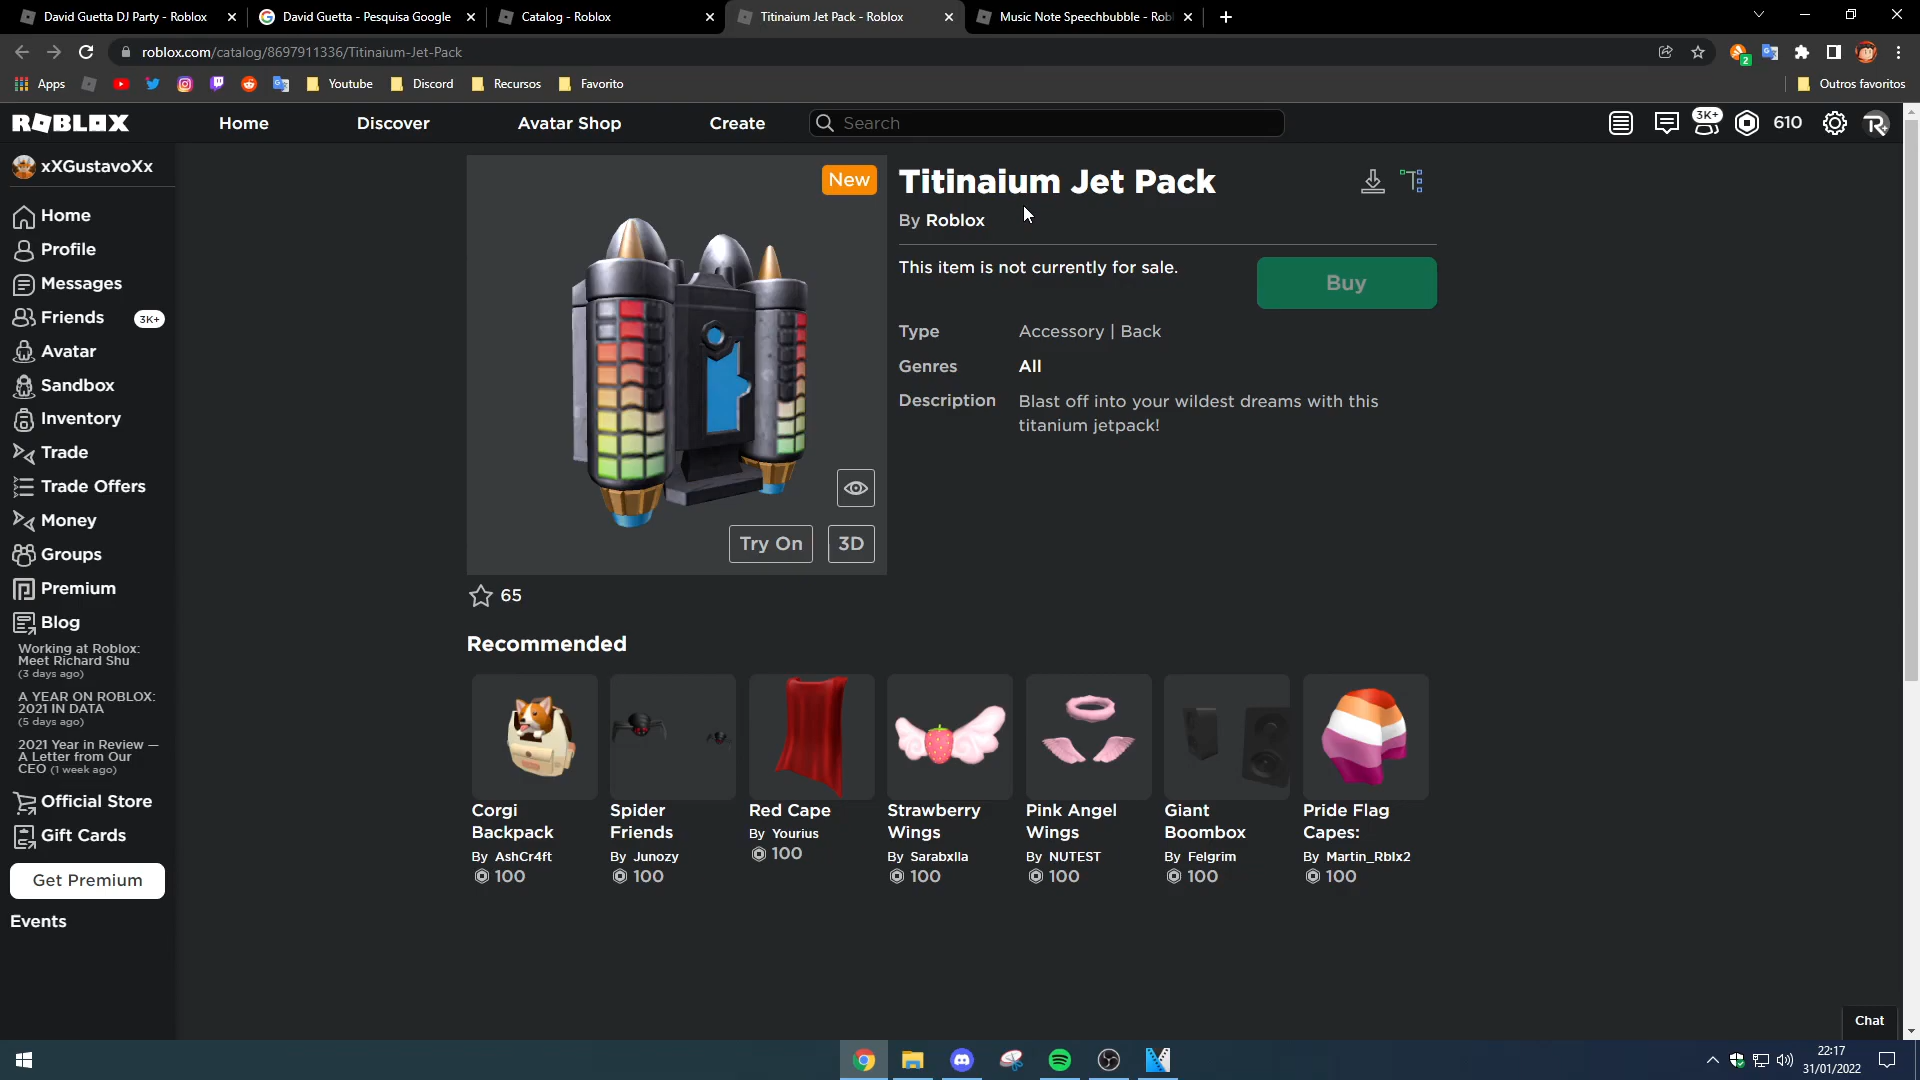 David Guetta DJ Party - Roblox
David Guetta - Pesquisa Google
Catalog - Roblox
Titinaium Jet Pack - Roblox
Music Note Speechbubble - Rob
roblox.com/catalog/8697911336/Titinaium-Jet-Pack
2
Apps
Youtube
Discord
Recursos
Favorito
Outros favoritos
ROBLOX
Home
Discover
Avatar Shop
Create
Search
3K+
610
xXGustavoXx
Home
Profile
Messages
Friends 3K+
Avatar
Sandbox
Inventory
Trade
Trade Offers
Money
Groups
Premium
Blog
Working at Roblox:
Meet Richard Shu
(3 days ago)
A YEAR ON ROBLOX:
2021 IN DATA
(5 days ago)
2021 Year in Review —
A Letter from Our
CEO (1 week ago)
Official Store
Gift Cards
Get Premium
Events
New
Try On
3D
65
Titinaium Jet Pack
By Roblox
This item is not currently for sale.
Buy
Type Accessory | Back
Genres All
Description Blast off into your wildest dreams with this
titanium jetpack!
Recommended
Corgi
Backpack
By AshCr4ft
100
Spider
Friends
By Junozy
100
Red Cape
By Yourius
100
Strawberry
Wings
By Sarabxlla
100
Pink Angel
Wings
By NUTEST
100
Giant
Boombox
By Felgrim
100
Pride Flag
Capes:
By Martin_Rblx2
100
Chat
22:17
31/01/2022